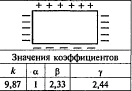 + + + + + +
Значения коэффициентов
k α β γ
9,87 1 2,33 2,44